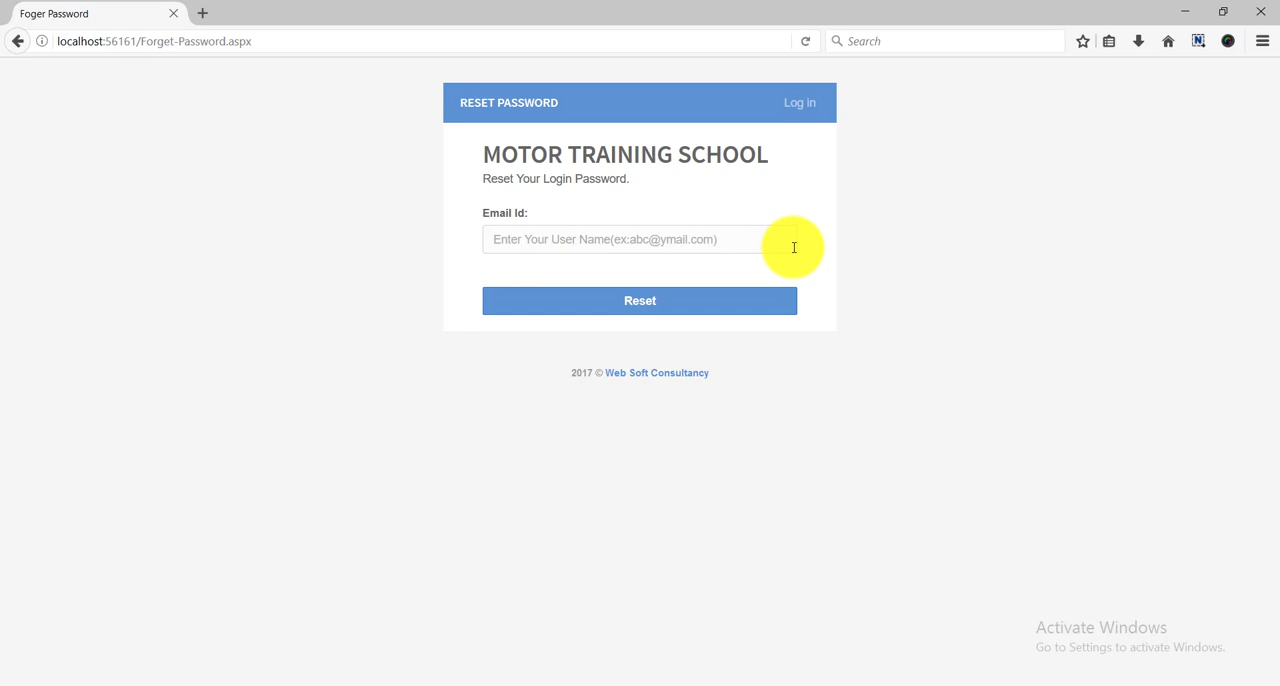 Foger Password
localhost:56161/Forget-Password.aspx
Search
RESET PASSWORD
Log in
MOTOR TRAINING SCHOOL
Reset Your Login Password.
Email Id:
Enter Your User Name(ex:abc@ymail.com)
Reset
2017 © Web Soft Consultancy
Activate Windows
Go to Settings to activate Windows.